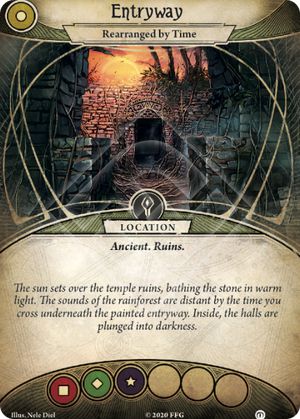 Entryway
Rearranged by Time
LOCATION
Ancient. Ruins.
The sun sets over the temple ruins, bathing the stone in warm
light. The sounds of the rainforest are distant by the time you
cross underneath the painted entryway. Inside, the halls are
plunged into darkness.
Illus. Nele Diel
© 2020 FFG